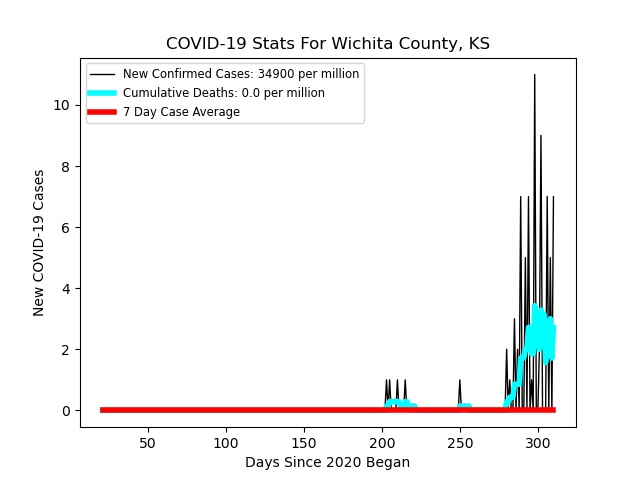 COVID-19 Stats For Wichita County, KS
New Confirmed Cases: 34900 per million
Cumulative Deaths: 0.0 per million
7 Day Case Average
New COVID-19 Cases
10
8
6
4
2
0
50 100 150 200 250 300
Days Since 2020 Began